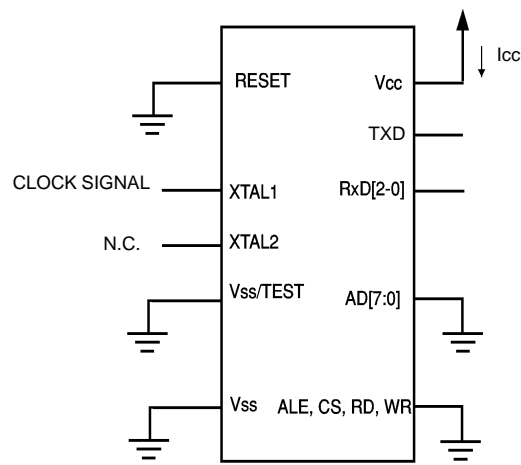 Icc
RESET
Vcc
TXD
CLOCK SIGNAL
XTAL1
RxD[2-0]
N.C.
XTAL2
Vss/TEST
AD[7:0]
Vss
ALE, CS, RD, WR